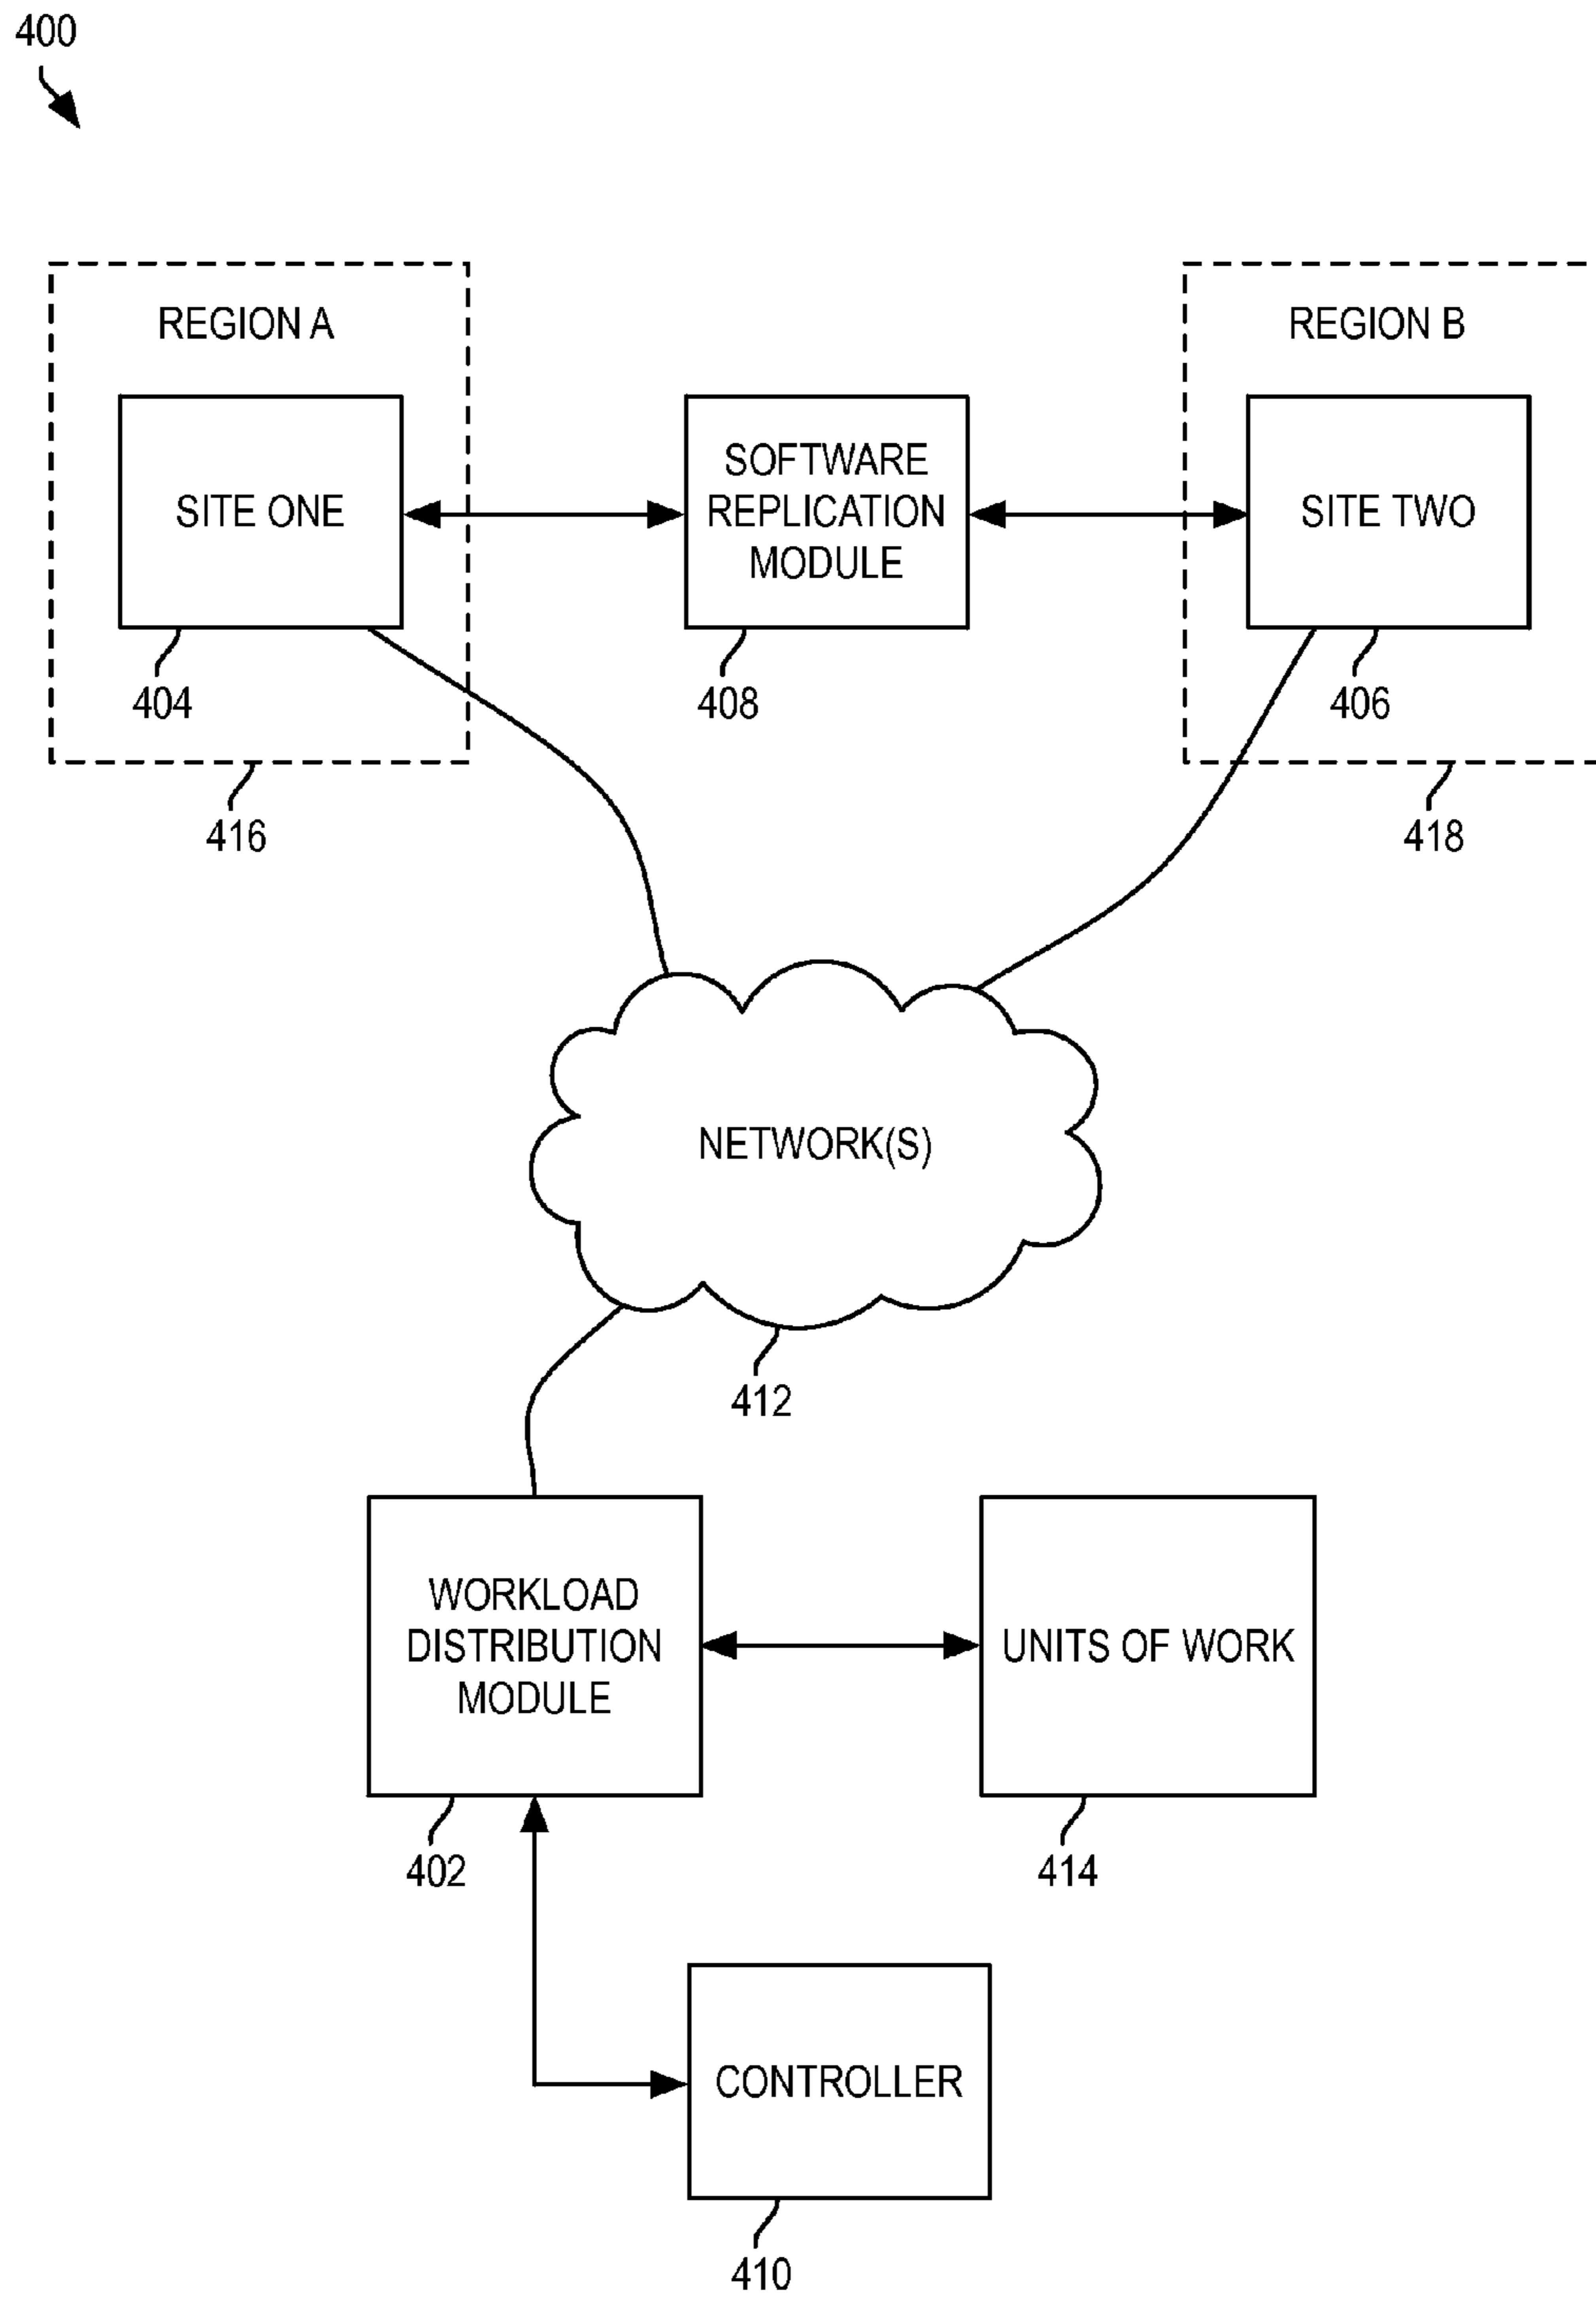 400
REGION A
REGION B
SITE ONE
SOFTWARE
REPLICATION
MODULE
SITE TWO
404
408
406
416
418
NETWORK(S)
412
WORKLOAD
DISTRIBUTION
MODULE
UNITS OF WORK
402
414
CONTROLLER
410